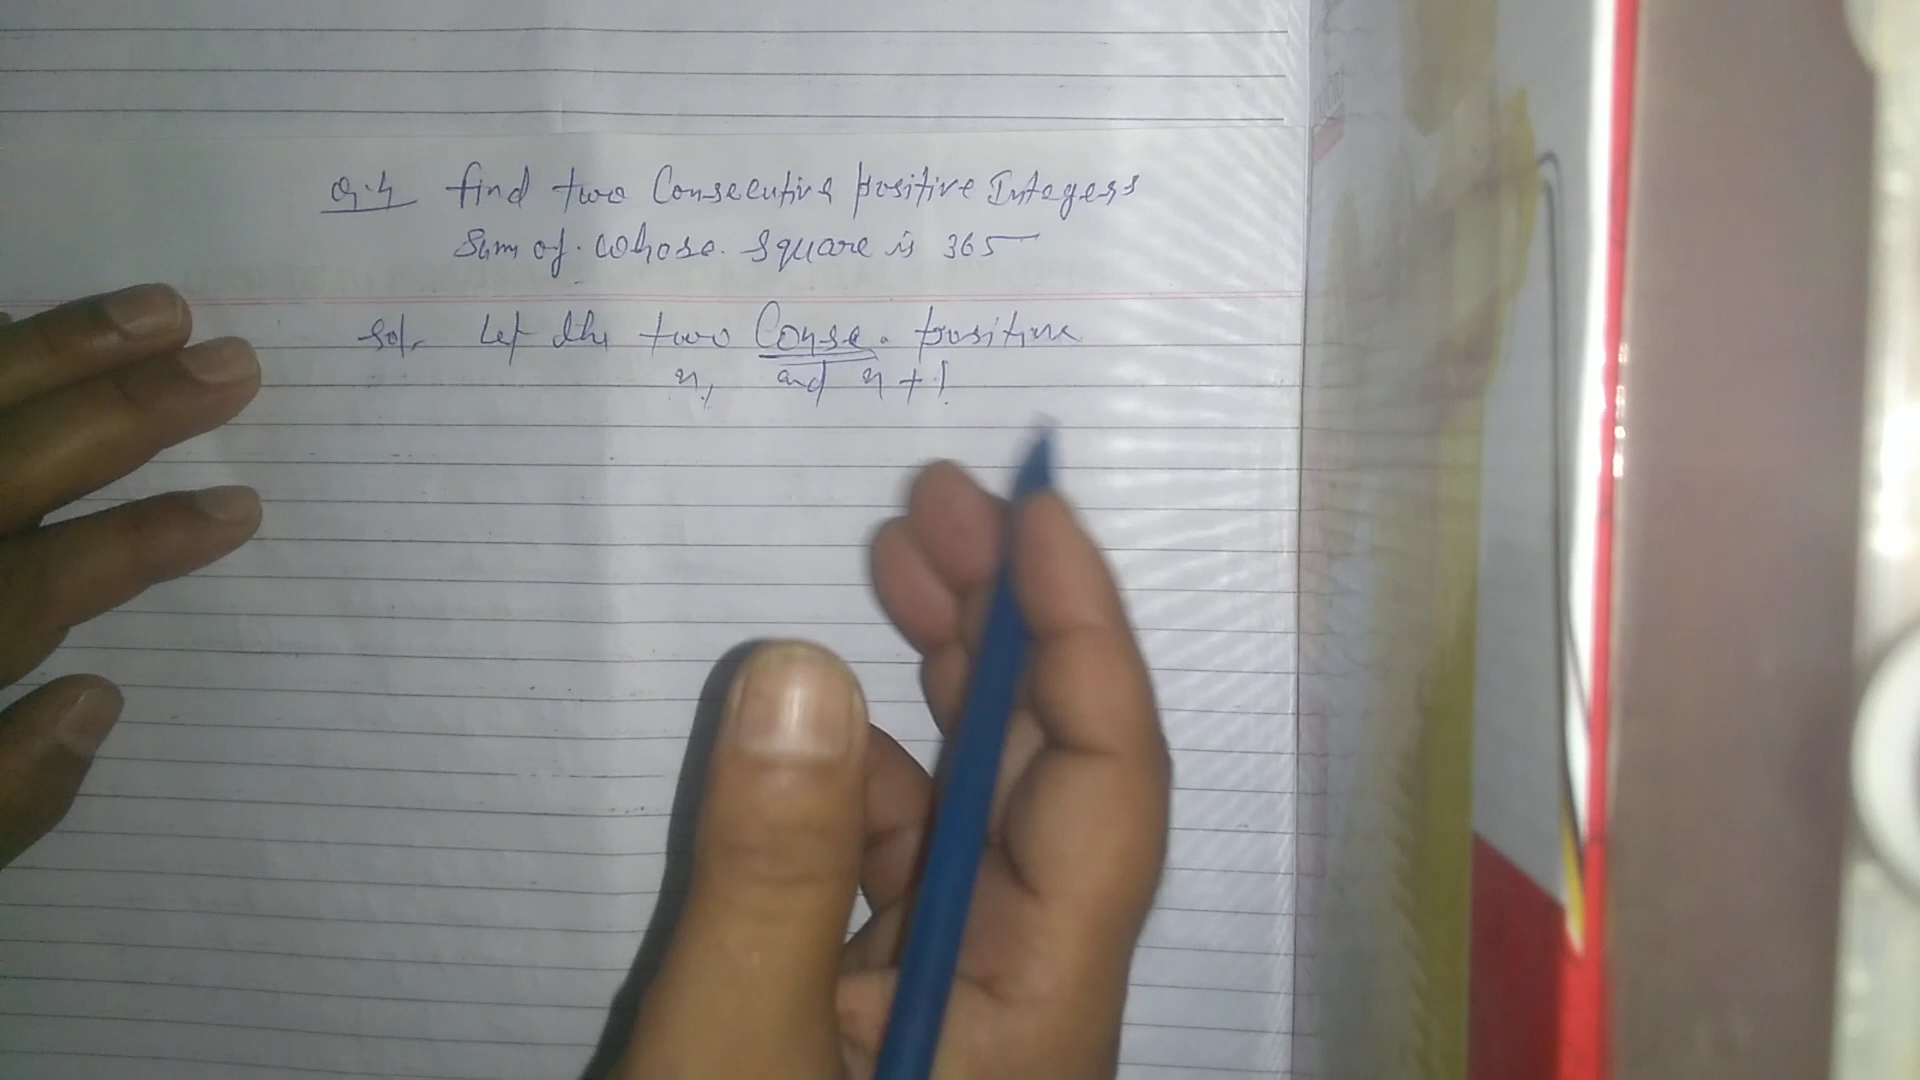 Q.4 find two Consecutive positive Integers
Sum of. whose. Square is 365
Sol. Let the two Conse. positive
x, and x + 1